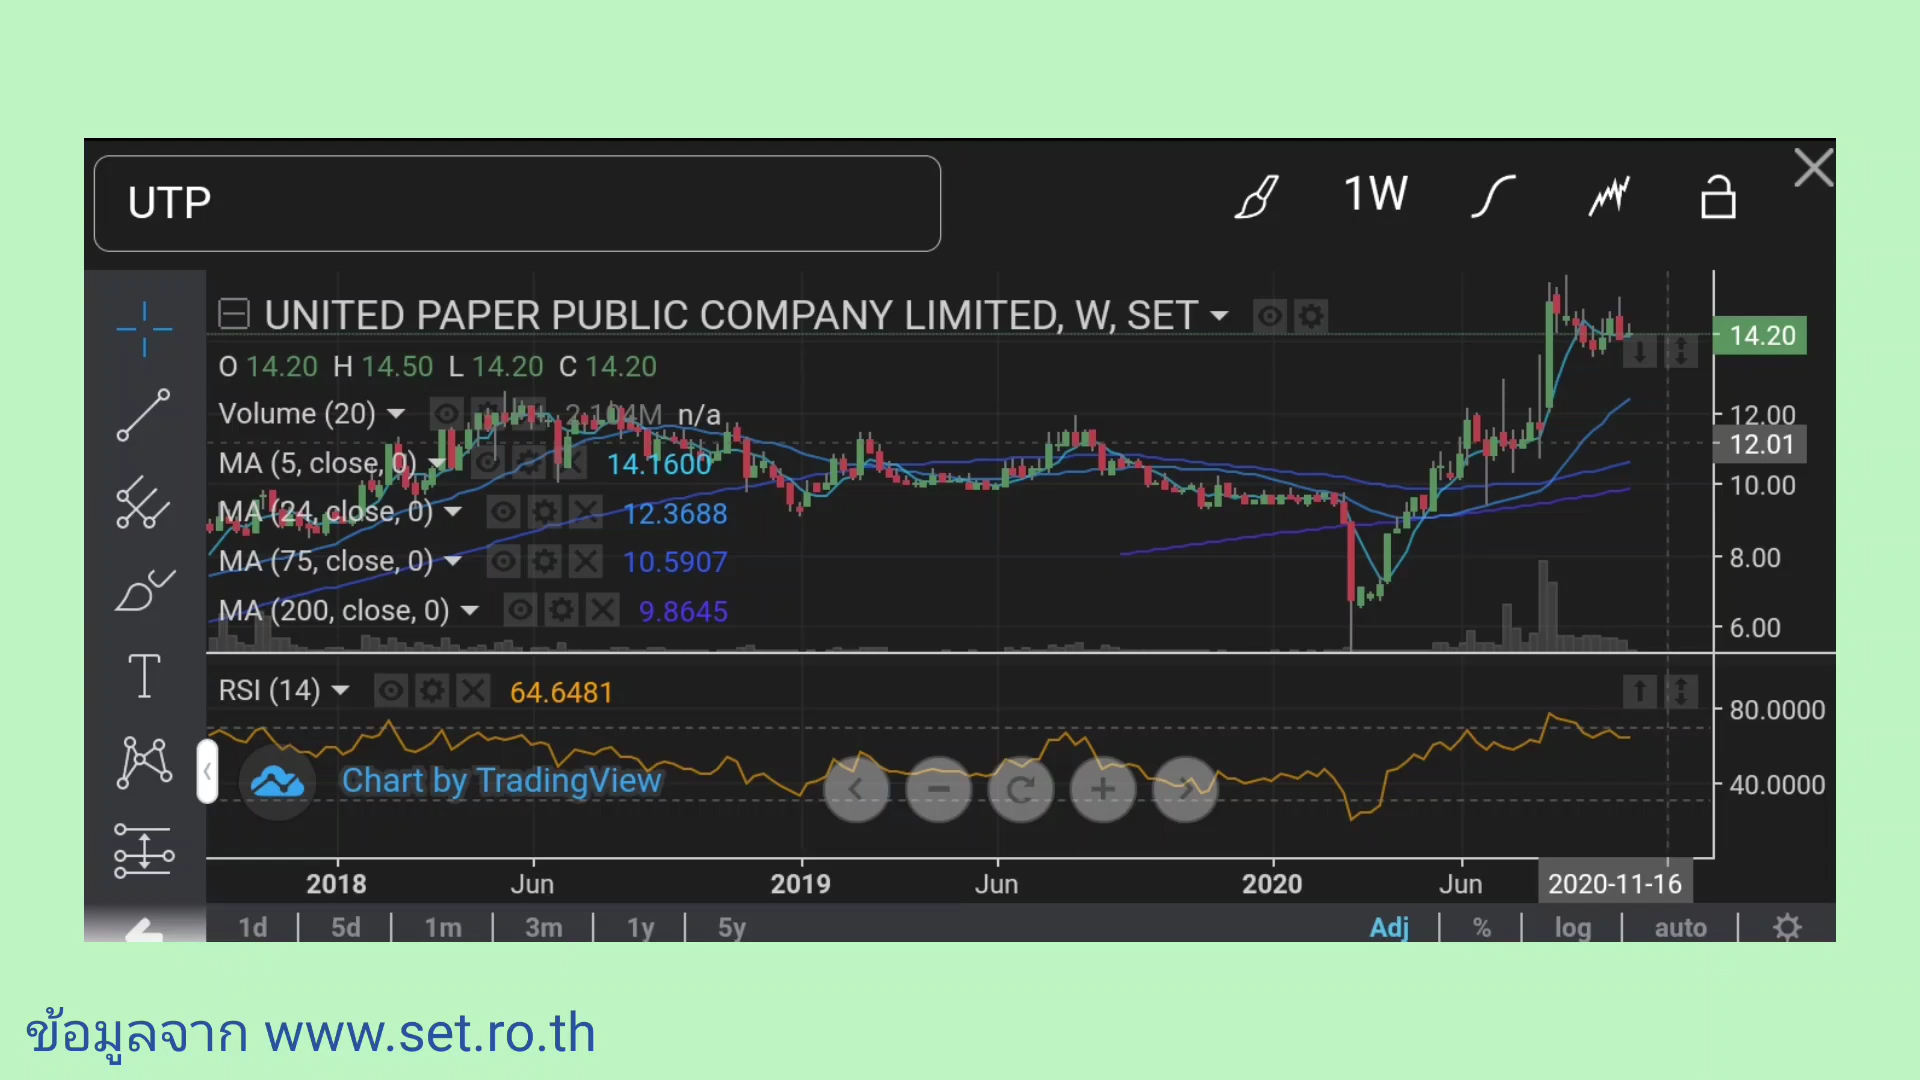 UTP
1W
UNITED PAPER PUBLIC COMPANY LIMITED, W, SET
O 14.20 H 14.50 L 14.20 C 14.20
Volume (20) 2.104M n/a
MA (5, close, 0) 14.1600
MA (24, close, 0) 12.3688
MA (75, close, 0) 10.5907
MA (200, close, 0) 9.8645
14.20
12.00
12.01
10.00
8.00
6.00
RSI (14) 64.6481
80.0000
40.0000
Chart by TradingView
2018 Jun 2019 Jun 2020 Jun 2020-11-16
1d 5d 1m 3m 1y 5y Adj % log auto
ข้อมูลจาก www.set.ro.th